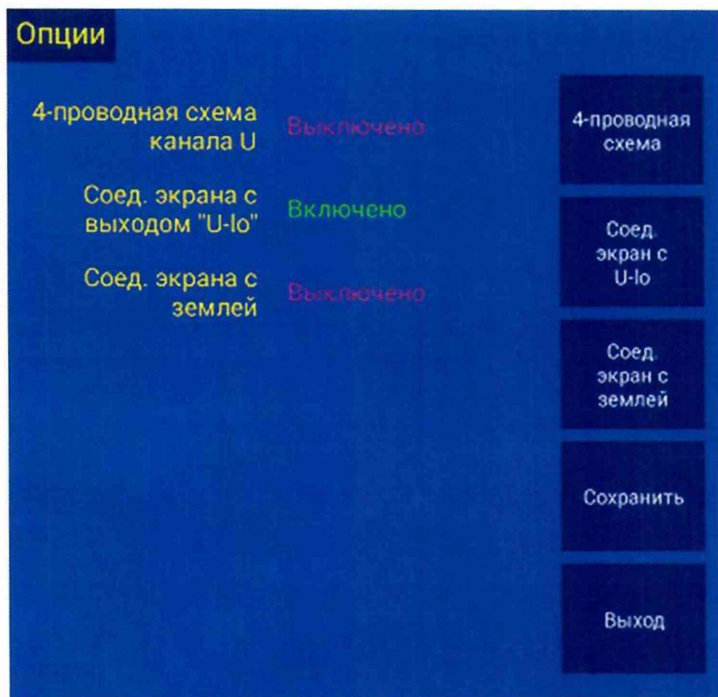 Опции
4-проводная схема
канала U
Выключено
Соед. экрана с
выходом "U-lo"
Включено
Соед. экрана с
землей
Выключено
4-проводная
схема
Соед.
экран с
U-lo
Соед.
экран с
землей
Сохранить
Выход